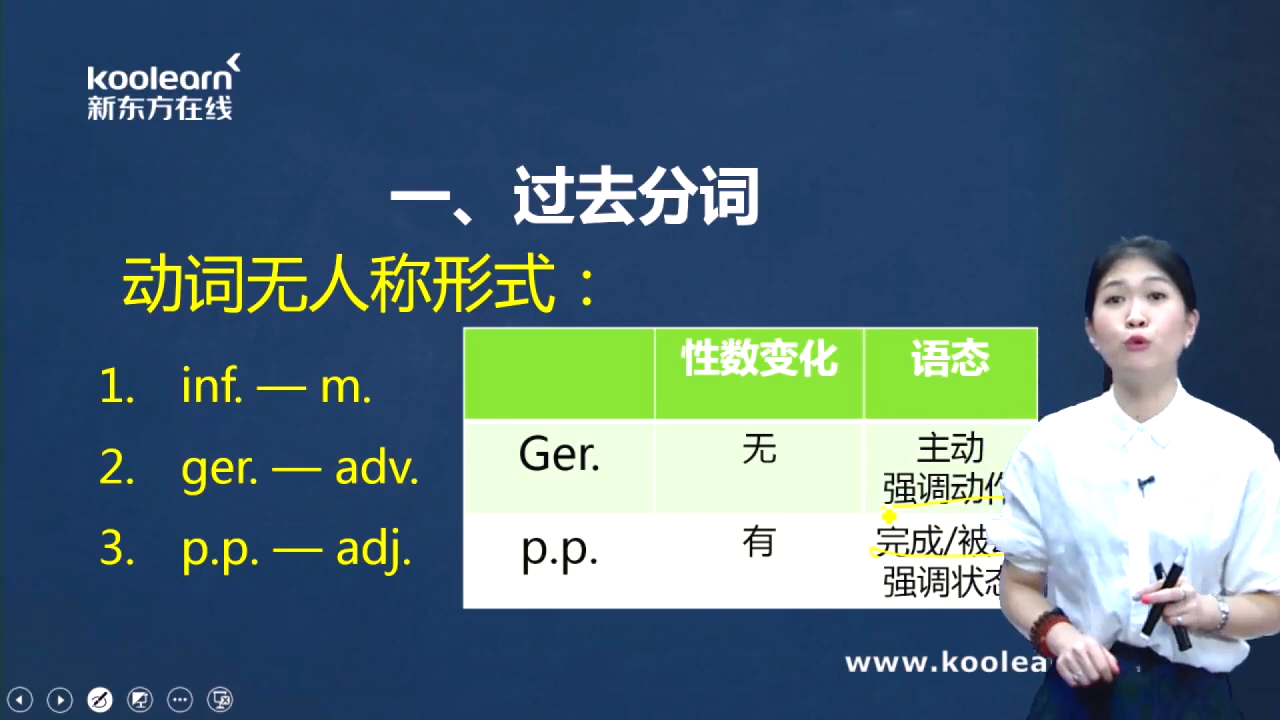 koolearn
新东方在线
一、过去分词
动词无人称形式：
1. inf. — m.
2. ger. — adv.
3. p.p. — adj.
性数变化 语态
Ger. 无 主动
强调动作
p.p. 有 完成/被
强调状态
www.koolea